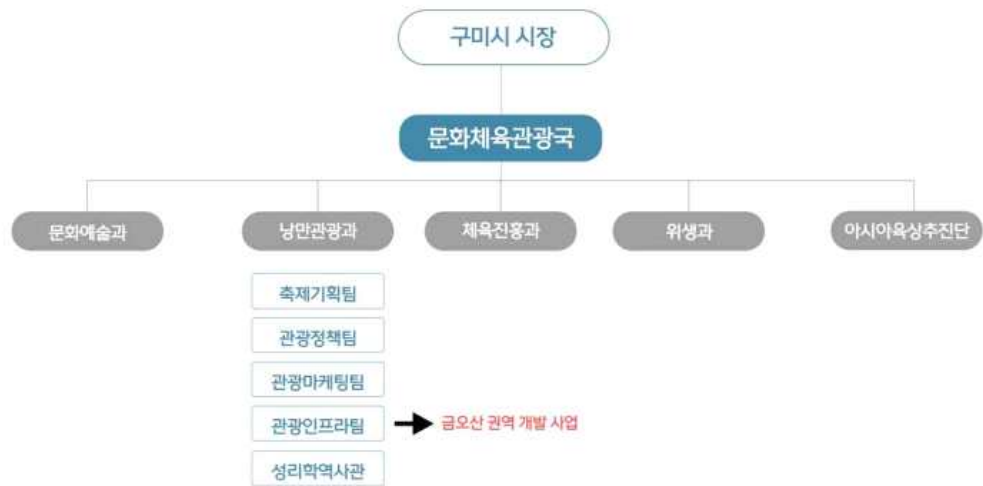 구미시 시장
문화체육관광국
문화예술과
낭만관광과
체육진흥과
위생과
아시아육상추진단
축제기획팀
관광정책팀
관광마케팅팀
관광인프라팀
금오산 권역 개발 사업
성리학역사관